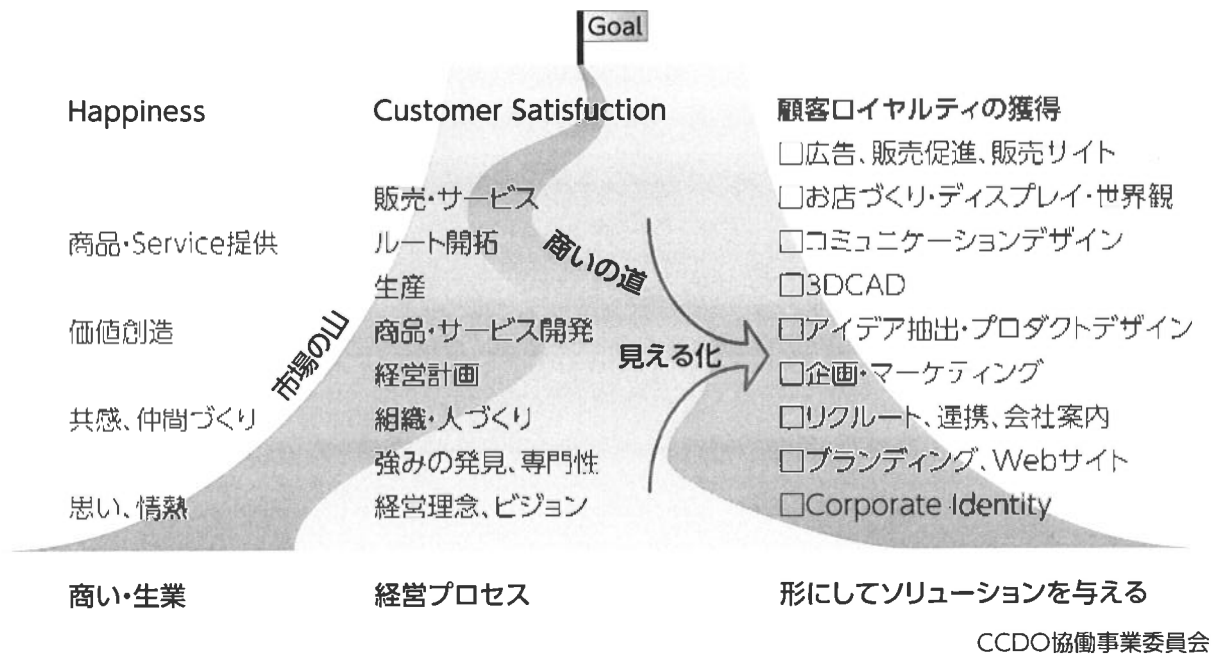 Goal
Happiness
商品・Service提供
価値創造
共感、仲間づくり
思い、情熱
商い・生業
市場の山
Customer Satisfuction
販売・サービス
ルート開拓
生産
商品・サービス開発
経営計画
組織・人づくり
強みの発見、専門性
経営理念、ビジョン
経営プロセス
商いの道
見える化
顧客ロイヤルティの獲得
□広告、販売促進、販売サイト
□お店づくり・ディスプレイ・世界観
□コミュニケーションデザイン
□3DCAD
□アイデア抽出・プロダクトデザイン
□企画・マーケティング
□リクルート、連携、会社案内
□ブランディング、Webサイト
□Corporate Identity
形にしてソリューションを与える
CCDO協働事業委員会